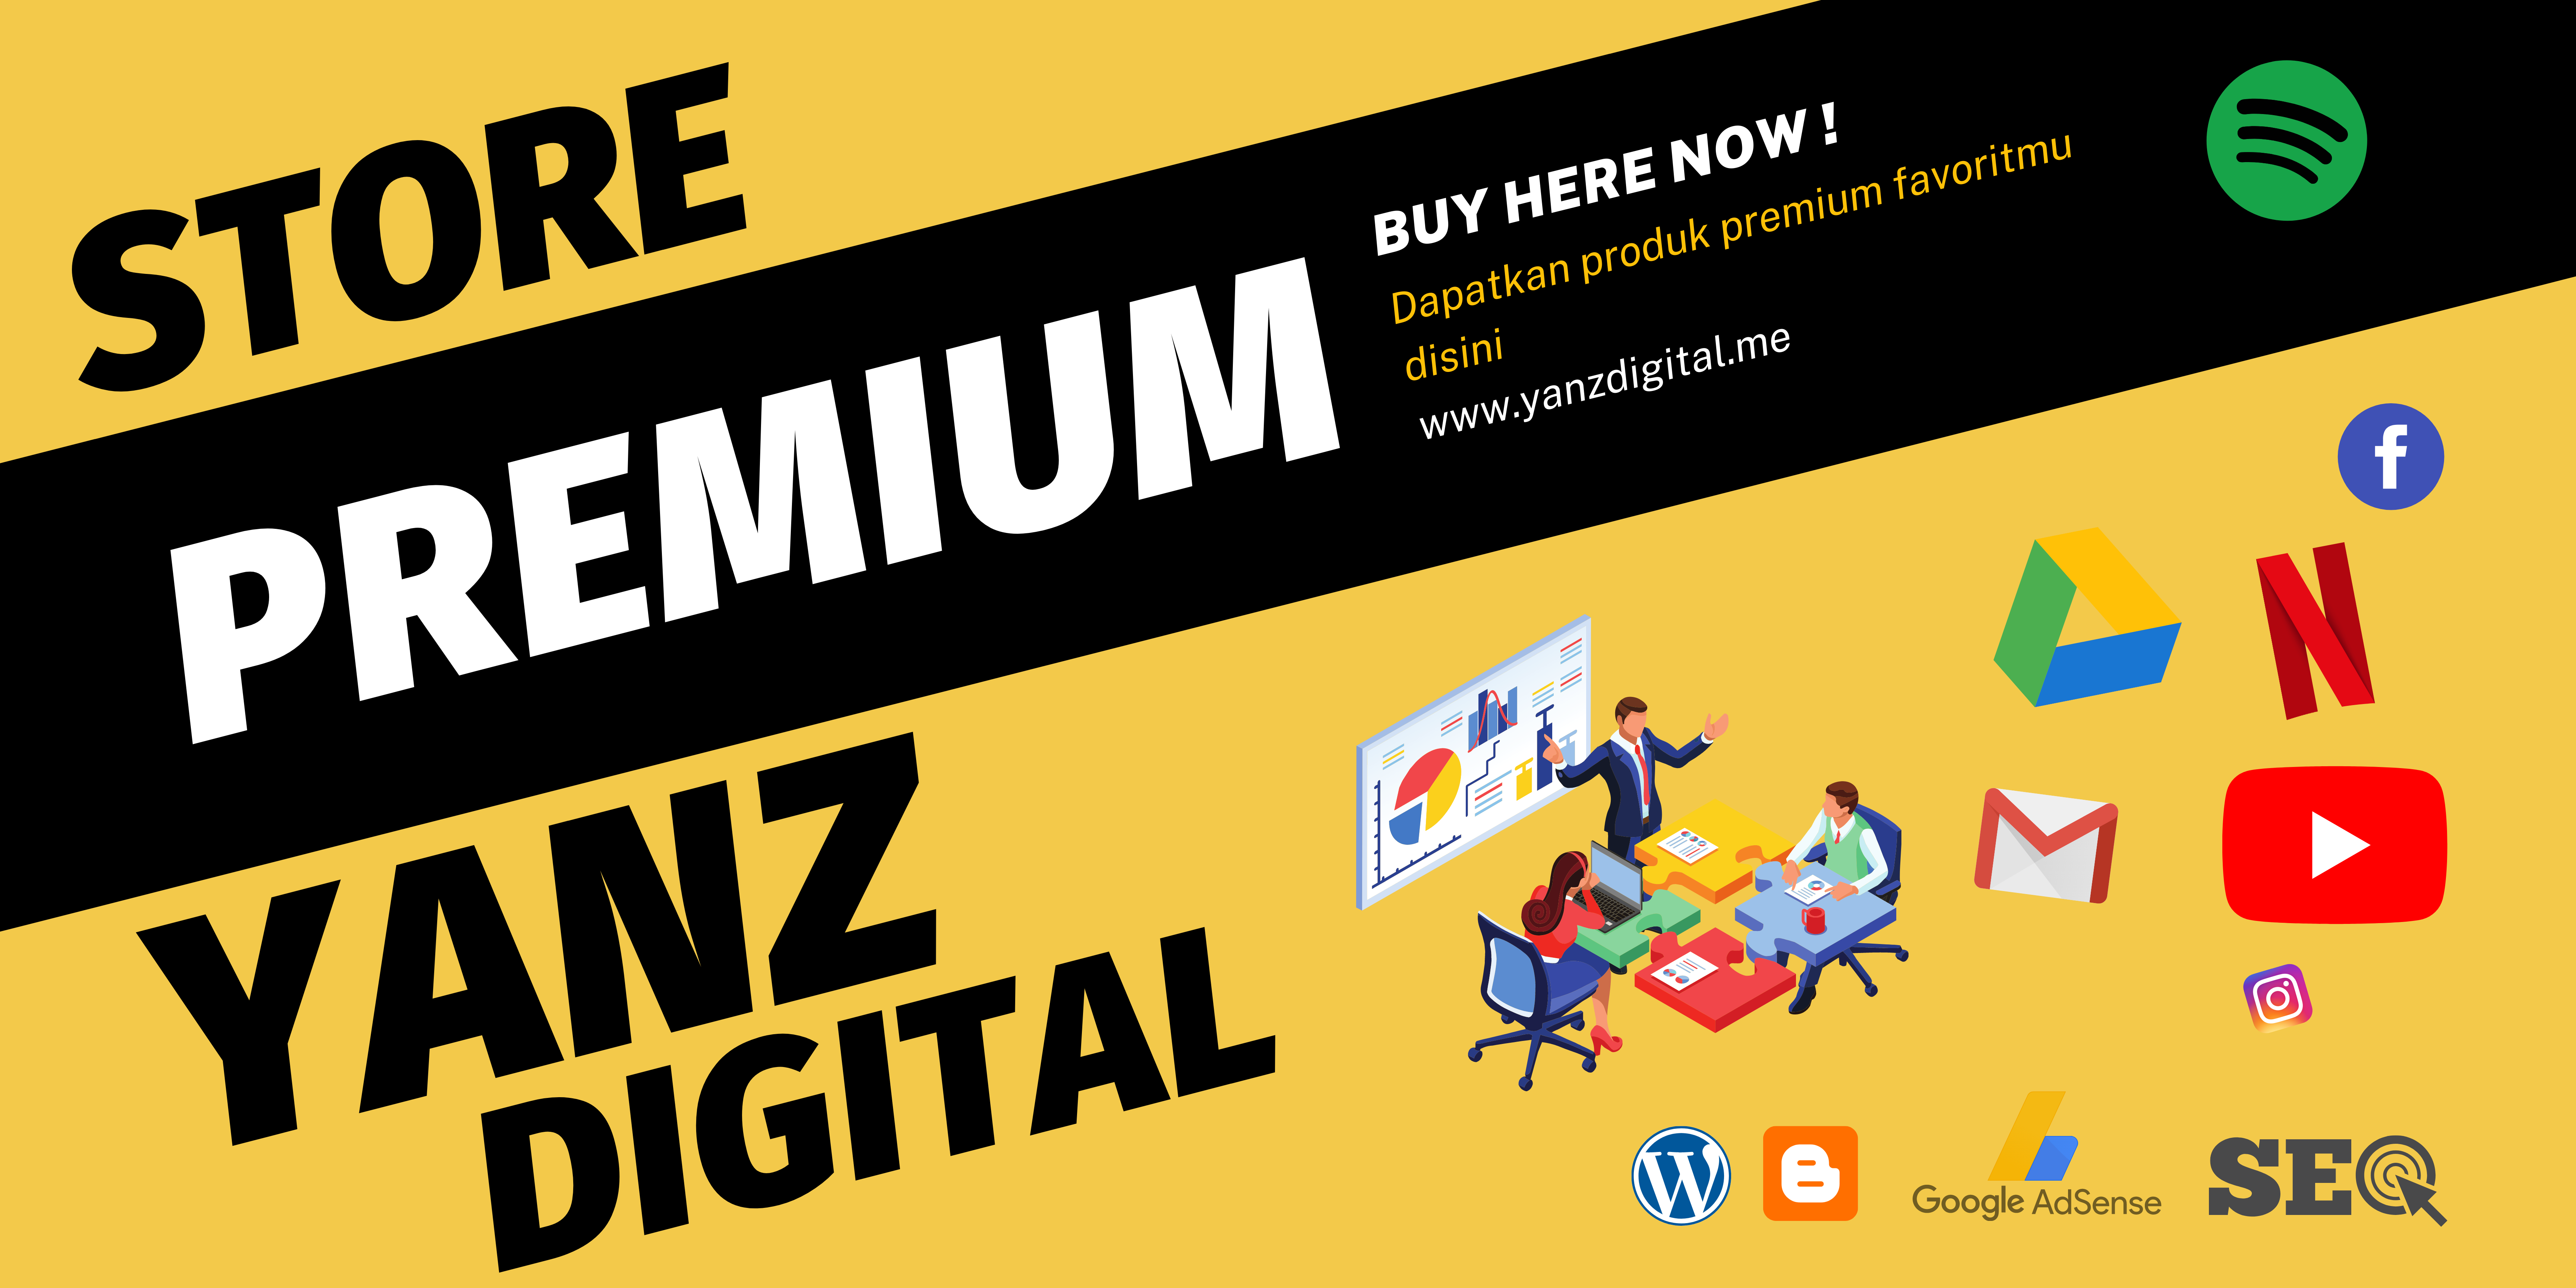 STORE
PREMIUM
YANZ
DIGITAL
BUY HERE NOW !
Dapatkan produk premium favoritmu
disini
www.yanzdigital.me
Google AdSense
SEO